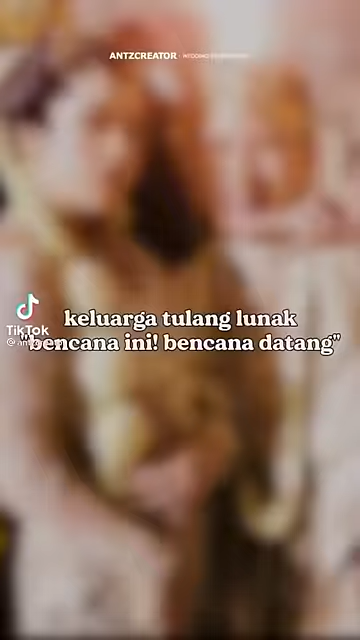 ANTZCREATOR
keluarga tulang lunak
TikTok
"bencana ini! bencana datang"